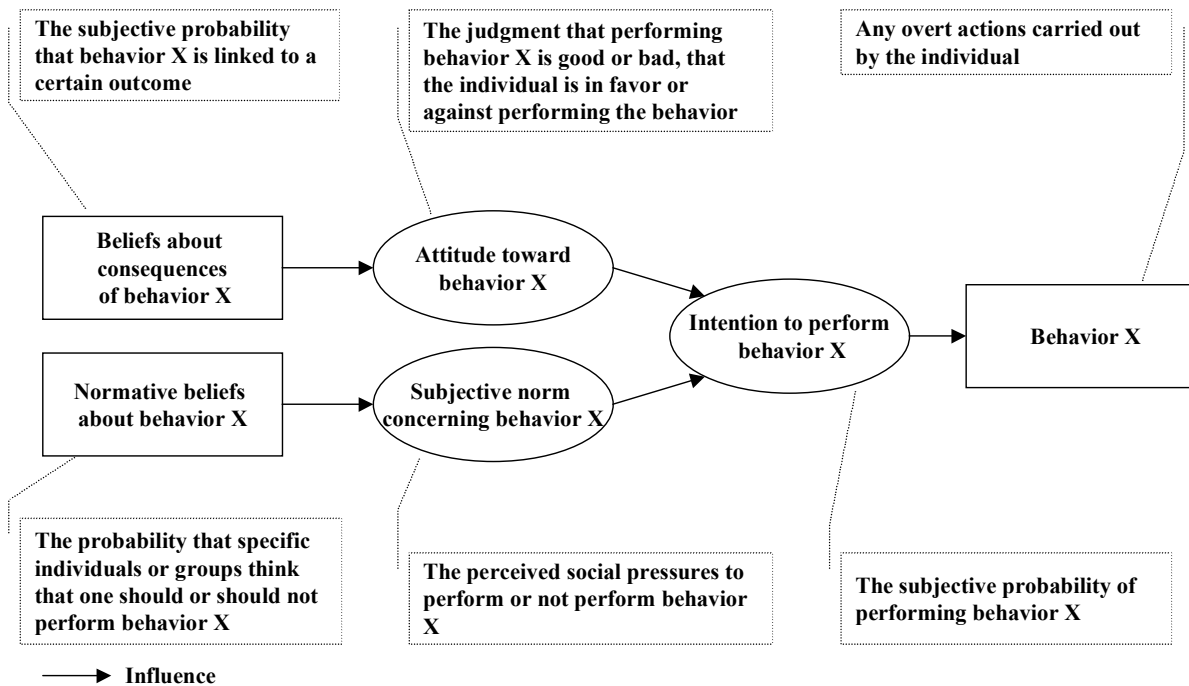 The subjective probability
that behavior X is linked to a
certain outcome
The judgment that performing
behavior X is good or bad, that
the individual is in favor or
against performing the behavior
Any overt actions carried out
by the individual
Beliefs about
consequences
of behavior X
Attitude toward
behavior X
Intention to perform
behavior X
Behavior X
Normative beliefs
about behavior X
Subjective norm
concerning behavior X
The probability that specific
individuals or groups think
that one should or should not
perform behavior X
The perceived social pressures to
perform or not perform behavior
X
The subjective probability of
performing behavior X
Influence